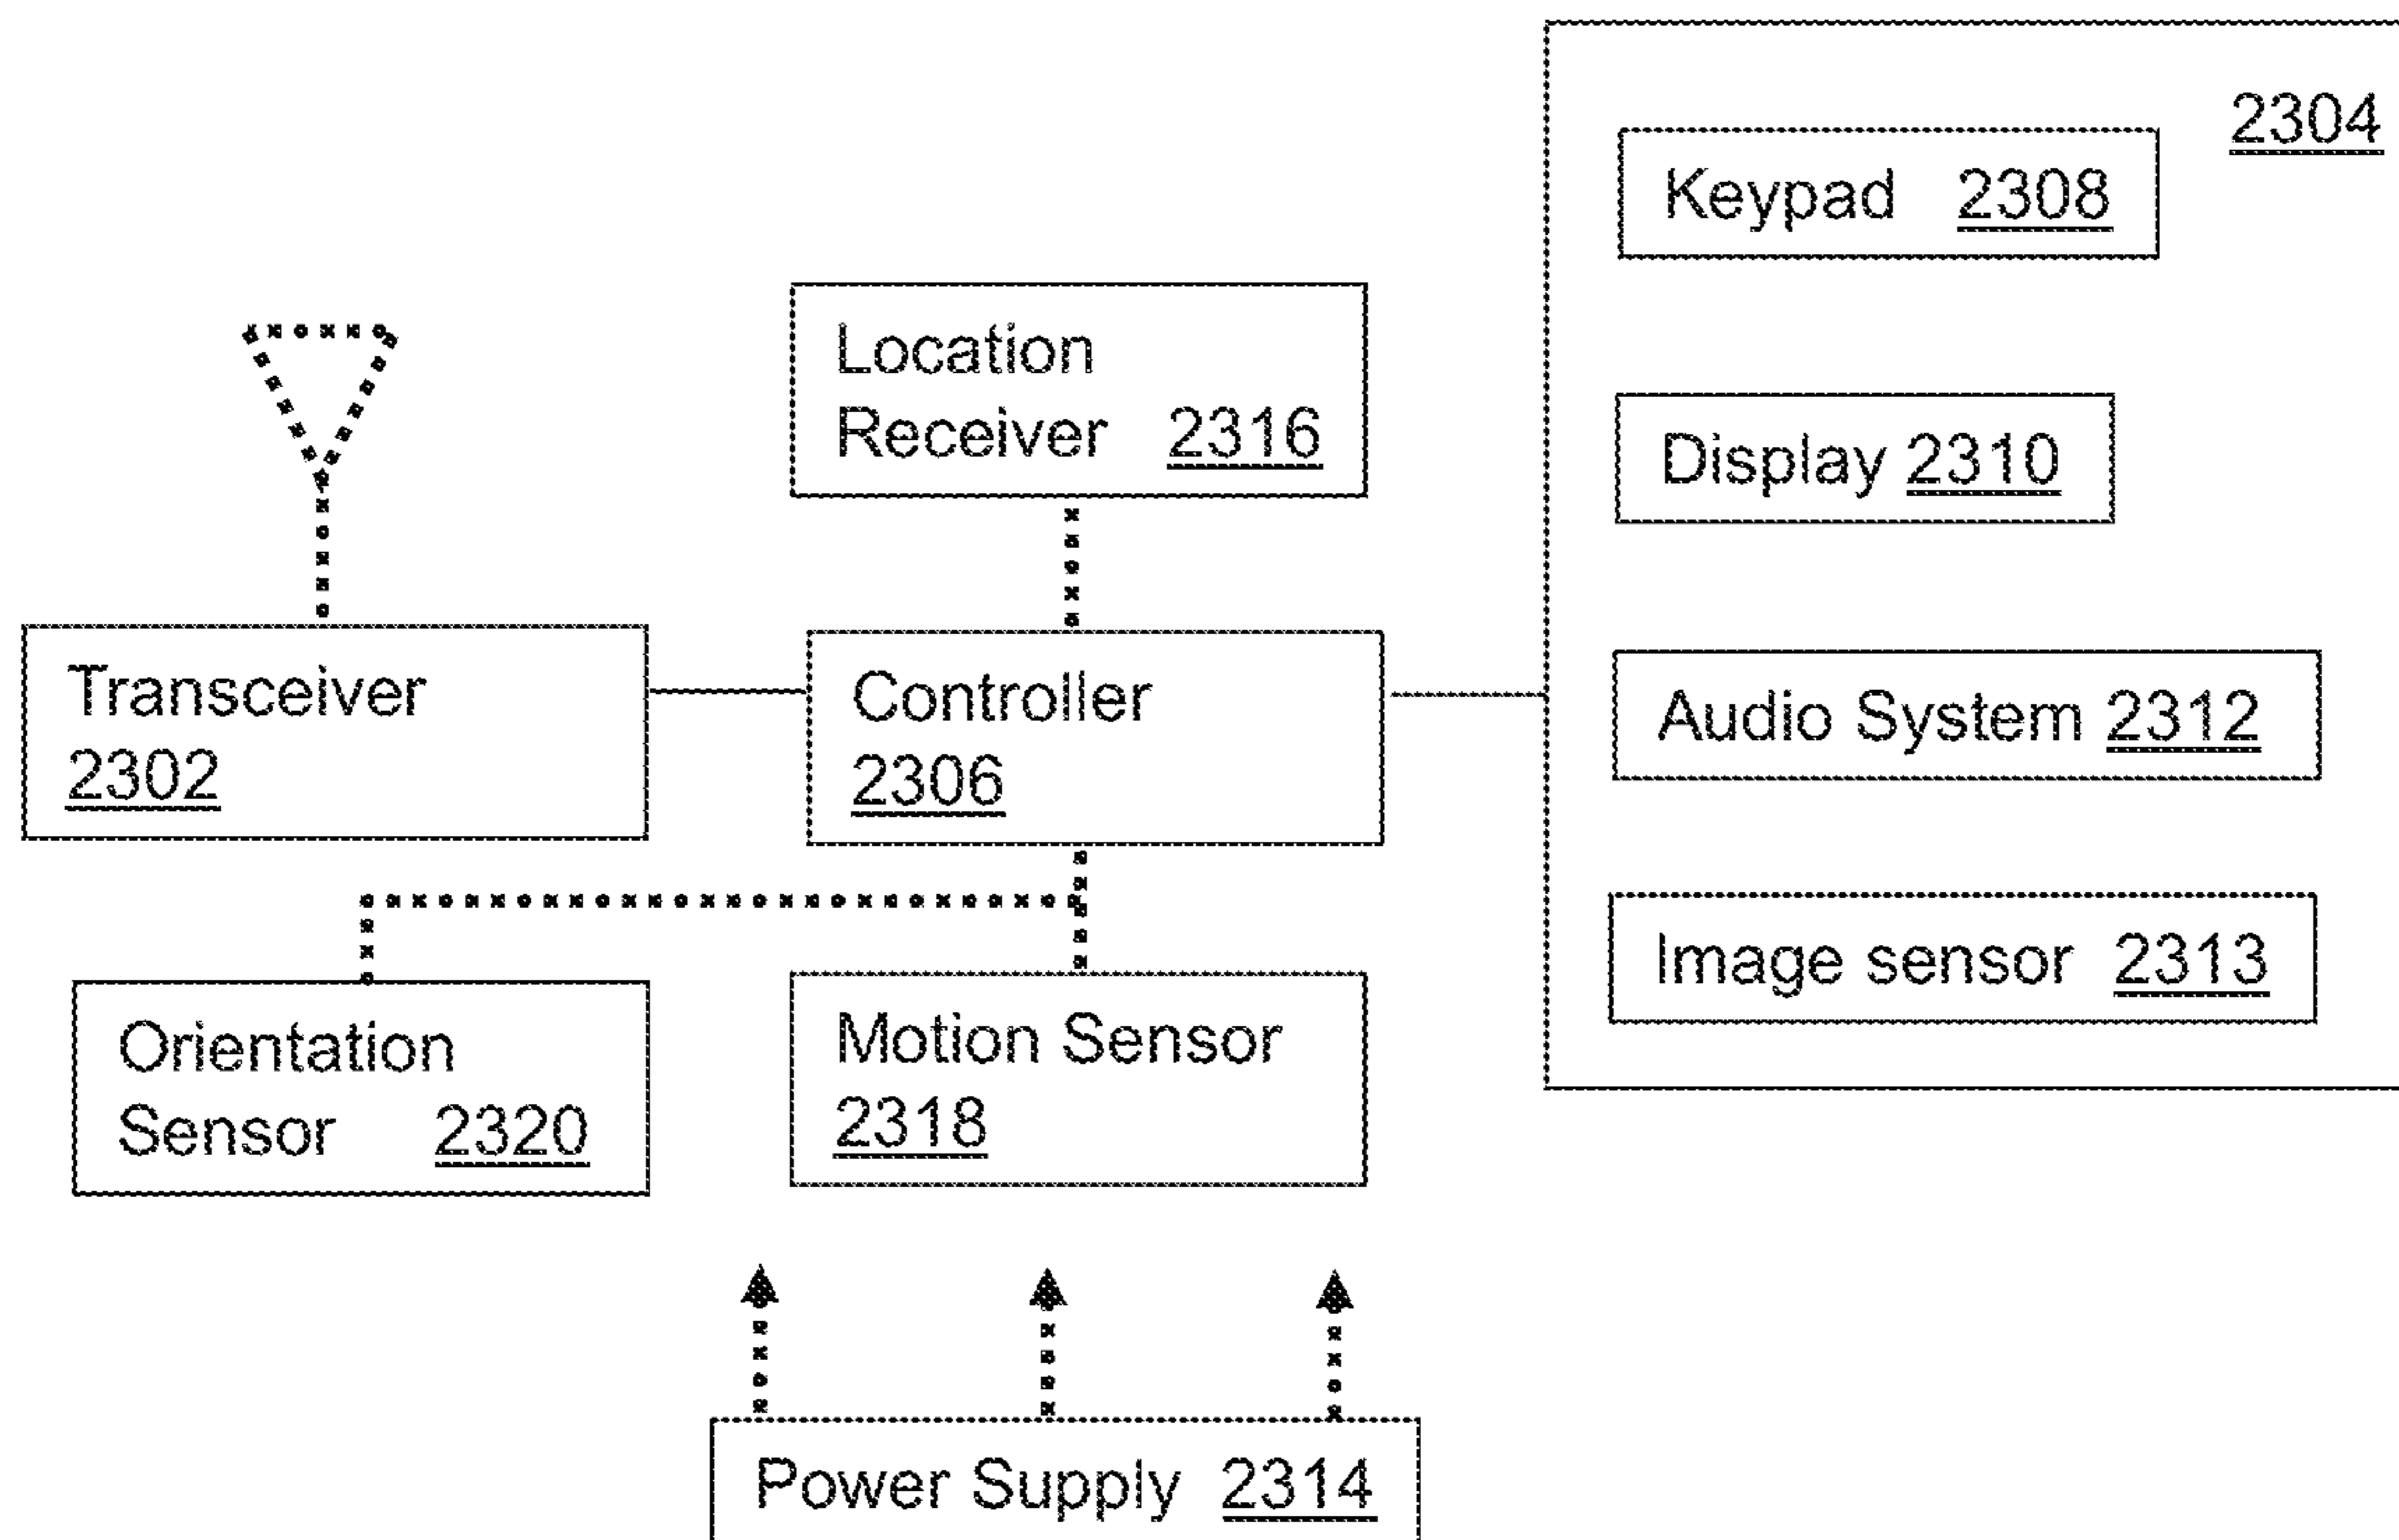 2304
Keypad 2308
Location
Receiver 2316
Display 2310
Transceiver
2302
Controller
2306
Audio System 2312
Image sensor 2313
Orientation
Sensor 2320
Motion Sensor
2318
Power Supply 2314